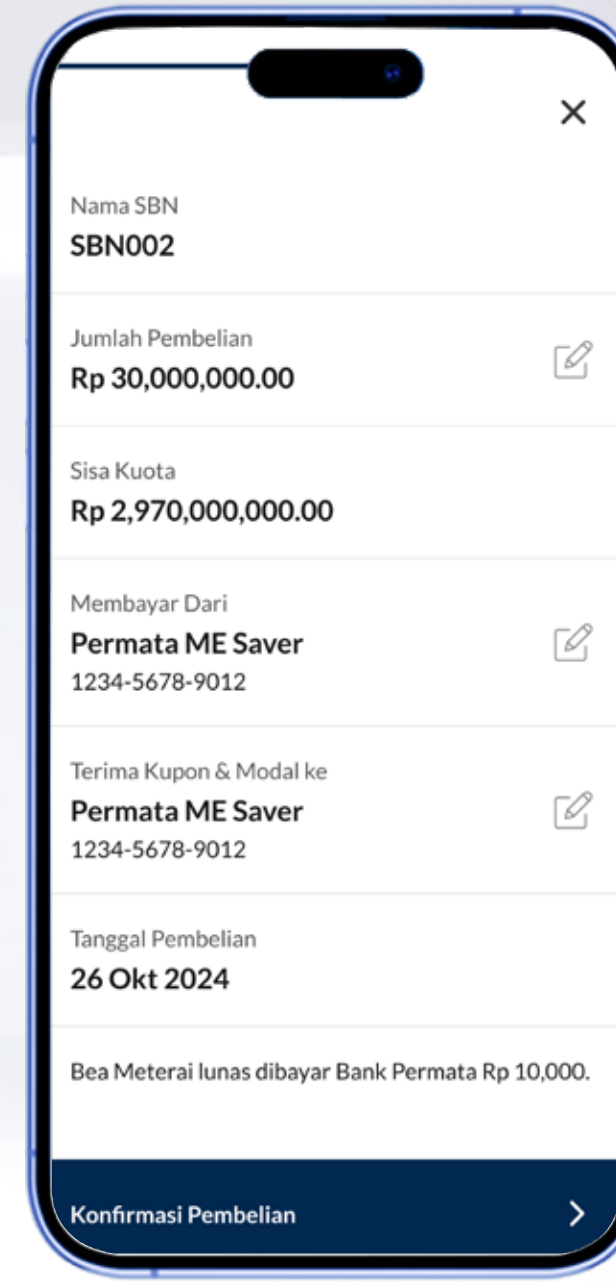 Nama SBN
SBN002
Jumlah Pembelian
Rp 30,000,000.00
Sisa Kuota
Rp 2,970,000,000.00
Membayar Dari
Permata ME Saver
1234-5678-9012
Terima Kupon & Modal ke
Permata ME Saver
1234-5678-9012
Tanggal Pembelian
26 Okt 2024
Bea Meterai lunas dibayar Bank Permata Rp 10,000.
Konfirmasi Pembelian